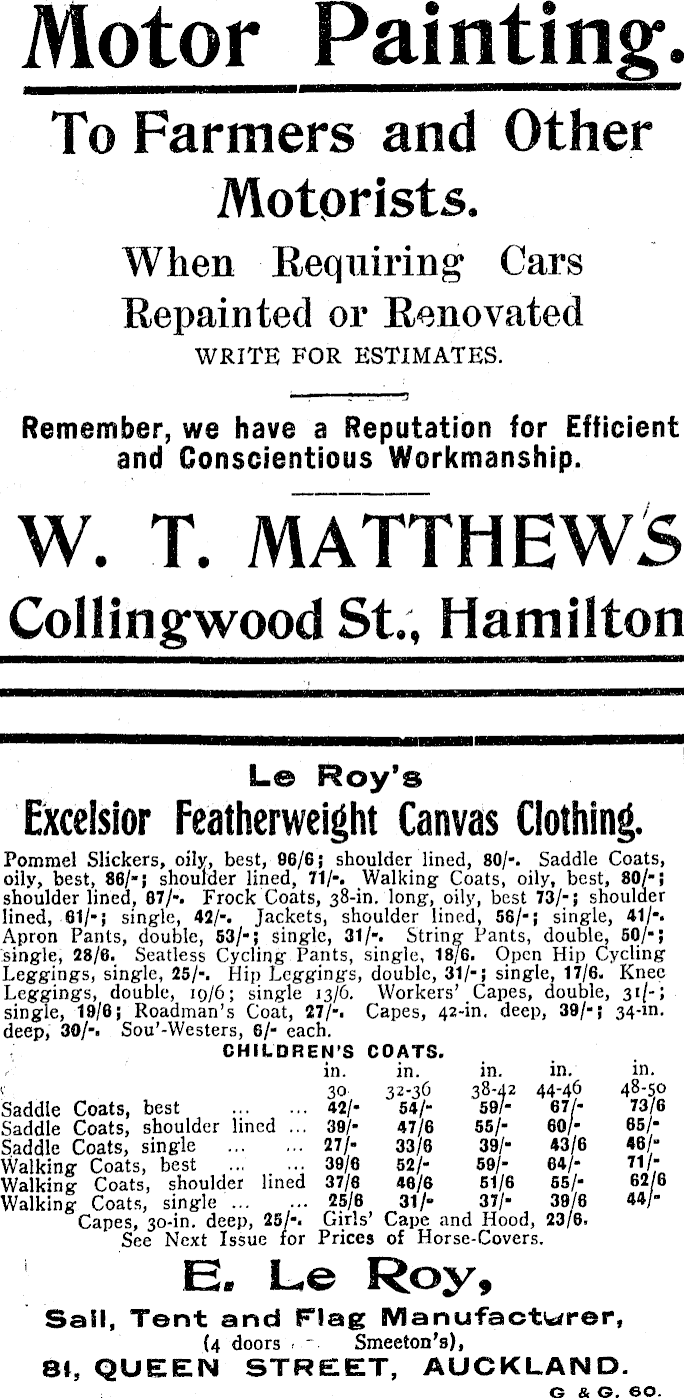 Motor Painting.
To Farmers and Other
Motorists.
When Requiring Cars
Repainted or Renovated
WRITE FOR ESTIMATES.
Remember, we have a Reputation for Efficient
and Conscientious Workmanship.
W. T. MATTHEWS
Collingwood St., Hamilton
Le Roy's
Excelsior Featherweight Canvas Clothing.
Pommel Slickers, oily, best, 96/6; shoulder lined, 80/-. Saddle Coats,
oily, best, 86/-; shoulder lined, 71/-. Walking Coats, oily, best, 80/-;
shoulder lined, 67/-. Frock Coats, 38-in. long, oily, best 73/-; shoulder
lined, 61/-; single, 42/-. Jackets, shoulder lined, 56/-; single, 41/-.
Apron Pants, double, 53/-; single, 31/-. String Pants, double, 50/-;
single, 28/6. Seatless Cycling Pants, single, 18/6. Open Hip Cycling
Leggings, single, 25/-. Hip Leggings, double, 31/-; single, 17/6. Knee
Leggings, double, 19/6; single 13/6. Workers' Capes, double, 31/-;
single, 19/6; Roadman's Coat, 27/-. Capes, 42-in. deep, 39/-; 34-in.
deep, 30/-. Sou'-Westers, 6/- each.
CHILDREN'S COATS.
in. in. in. in. in.
30 32-36 38-42 44-46 48-50
Saddle Coats, best ... ... 42/- 54/- 59/- 67/- 73/6
Saddle Coats, shoulder lined ... 39/- 47/6 55/- 60/- 65/-
Saddle Coats, single ... ... 27/- 33/6 39/- 43/6 46/-
Walking Coats, best ... ... 39/6 52/- 59/- 64/- 71/-
Walking Coats, shoulder lined 37/6 46/6 51/6 55/- 62/6
Walking Coats, single ... ... 25/6 31/- 37/- 39/6 44/-
Capes, 30-in. deep, 25/-. Girls' Cape and Hood, 23/6.
See Next Issue for Prices of Horse-Covers.
E. Le Roy,
Sail, Tent and Flag Manufacturer,
(4 doors Smeeton's),
81, QUEEN STREET, AUCKLAND.
G & G. 60.